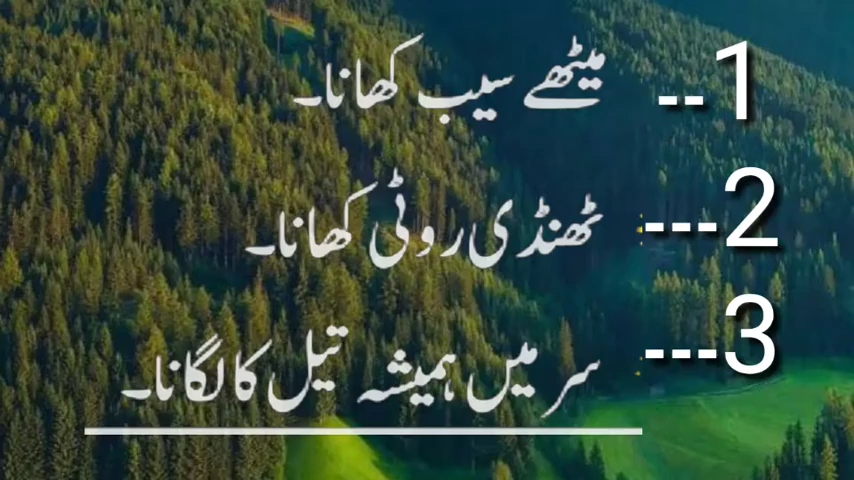 1-- میٹھے سیب کھانا۔
2--- ٹھنڈی روٹی کھانا۔
3--- سر میں ہمیشہ تیل کا لگانا۔